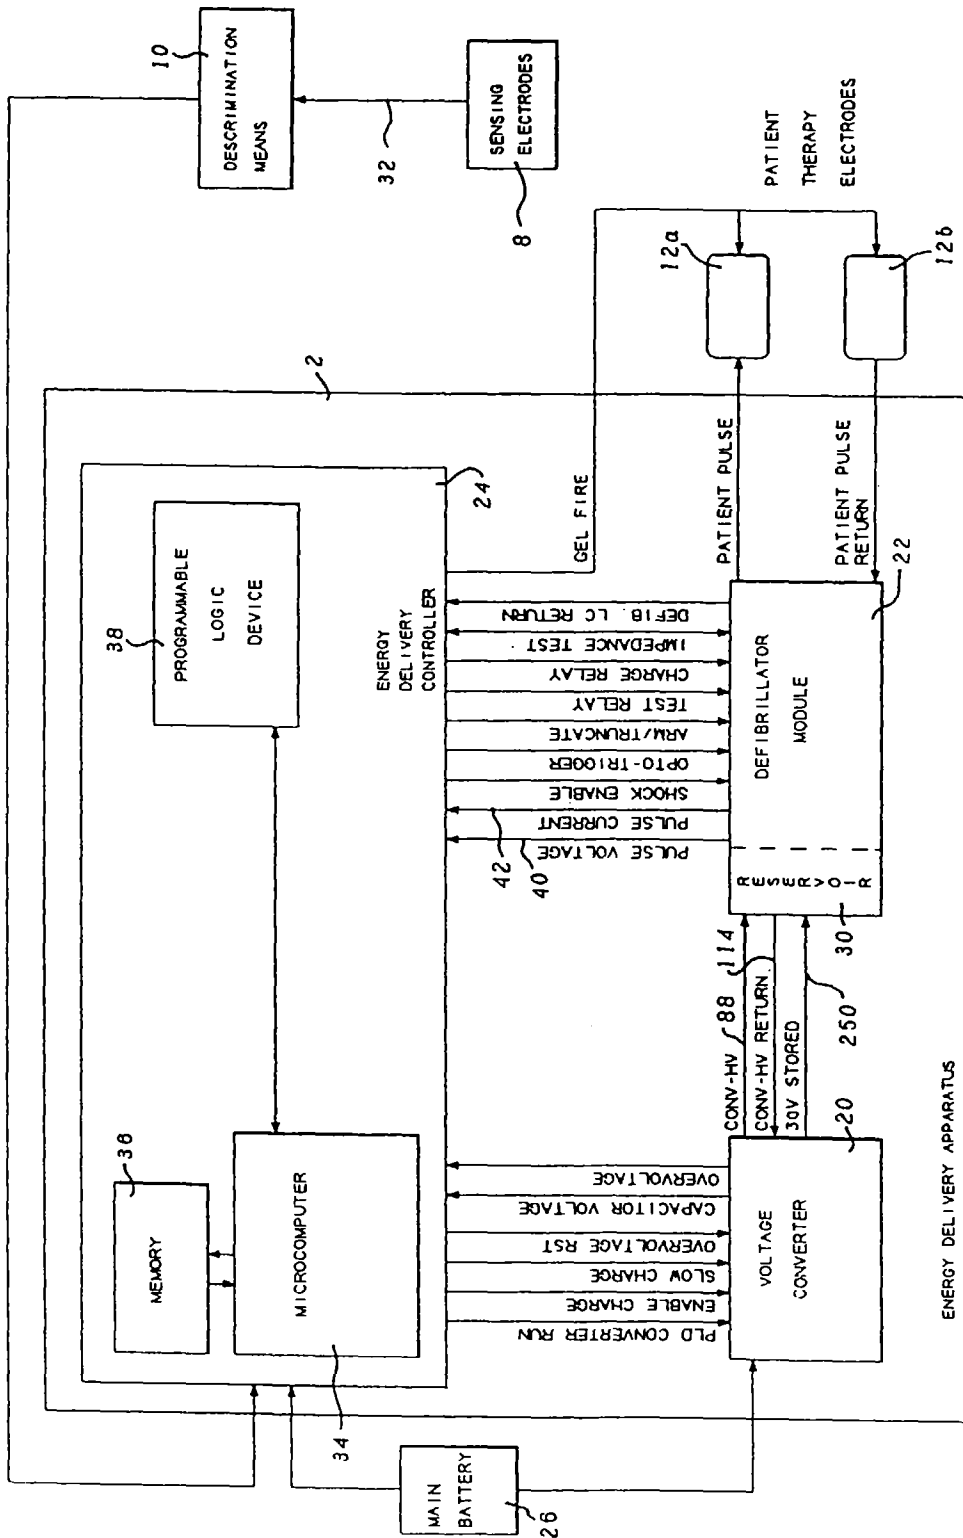 10
DESCRIMINATION
MEANS
32
SENSING
ELECTRODES
8
PATIENT
THERAPY
ELECTRODES
12a
12b
2
38
PROGRAMMABLE
LOGIC
DEVICE
24
ENERGY
DELIVERY
CONTROLLER
GEL FIRE
PATIENT PULSE
PATIENT PULSE
RETURN
22
DEFIB. LC RETURN
IMPEDANCE TEST
CHARGE RELAY
TEST RELAY
ARM/TRUNCATE
OPTO-TRIGGER
SHOCK ENABLE
PULSE CURRENT
PULSE VOLTAGE
42
40
DEFIBRILLATOR
MODULE
RESERVOIR
30
CONV-HV
88
CONV-HV RETURN.
114
30V STORED
250
36
MEMORY
MICROCOMPUTER
34
OVERVOLTAGE
CAPACITOR VOLTAGE
OVERVOLTAGE RST
SLOW CHARGE
ENABLE CHARGE
PLD CONVERTER RUN
20
VOLTAGE
CONVERTER
MAIN
BATTERY
26
ENERGY DELIVERY APPARATUS